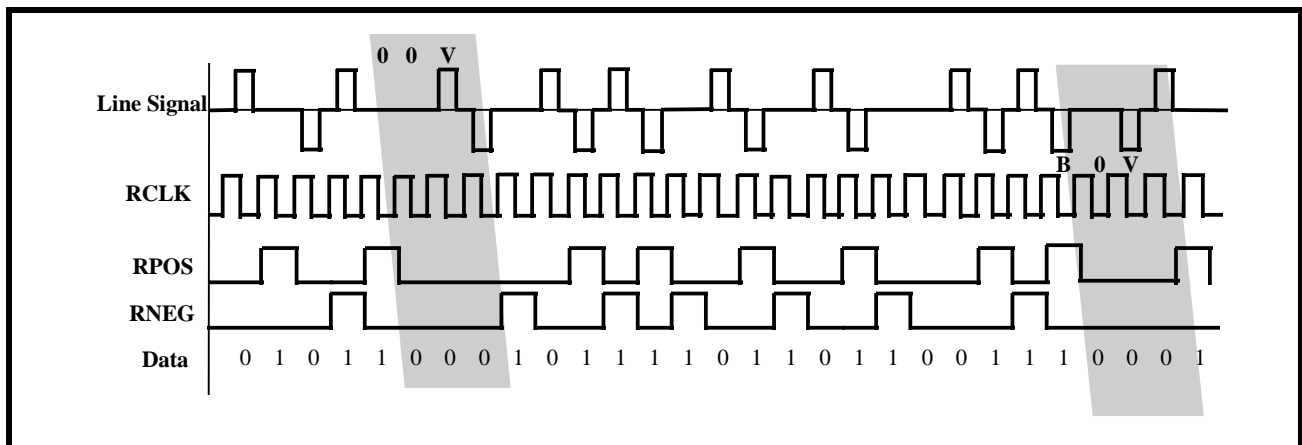 0 0 V
Line Signal
B 0 V
RCLK
RPOS
RNEG
Data 0 1 0 1 1 0 0 0 1 0 1 1 1 1 0 1 1 0 1 1 0 0 1 1 1 0 0 0 1